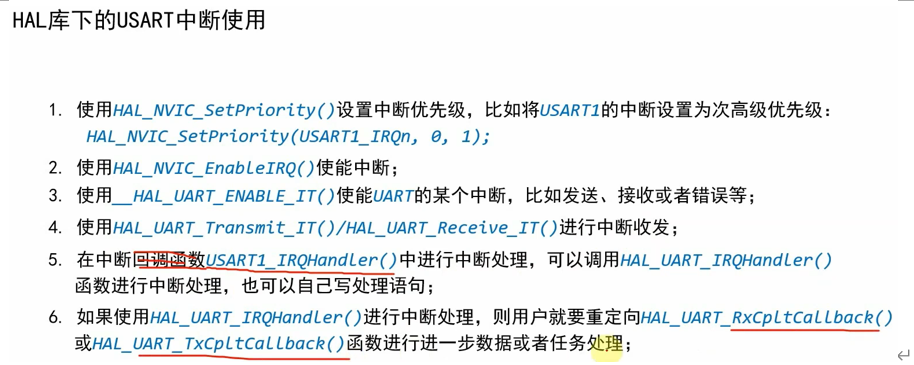 HAL库下的USART中断使用
1. 使用HAL_NVIC_SetPriority()设置中断优先级，比如将USART1的中断设置为次高级优先级：
HAL_NVIC_SetPriority(USART1_IRQn, 0, 1);
2. 使用HAL_NVIC_EnableIRQ()使能中断；
3. 使用__HAL_UART_ENABLE_IT()使能UART的某个中断，比如发送、接收或者错误等；
4. 使用HAL_UART_Transmit_IT()/HAL_UART_Receive_IT()进行中断收发；
5. 在中断回调函数USART1_IRQHandler()中进行中断处理，可以调用HAL_UART_IRQHandler()
函数进行中断处理，也可以自己写处理语句；
6. 如果使用HAL_UART_IRQHandler()进行中断处理，则用户就要重定向HAL_UART_RxCpltCallback()
或HAL_UART_TxCpltCallback()函数进行进一步数据或者任务处理；